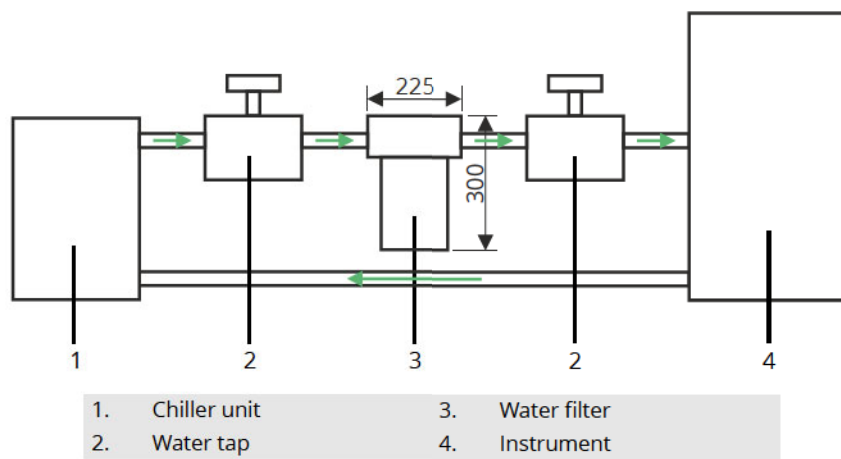 225
300
1 2 3 2 4
1. Chiller unit 3. Water filter
2. Water tap 4. Instrument